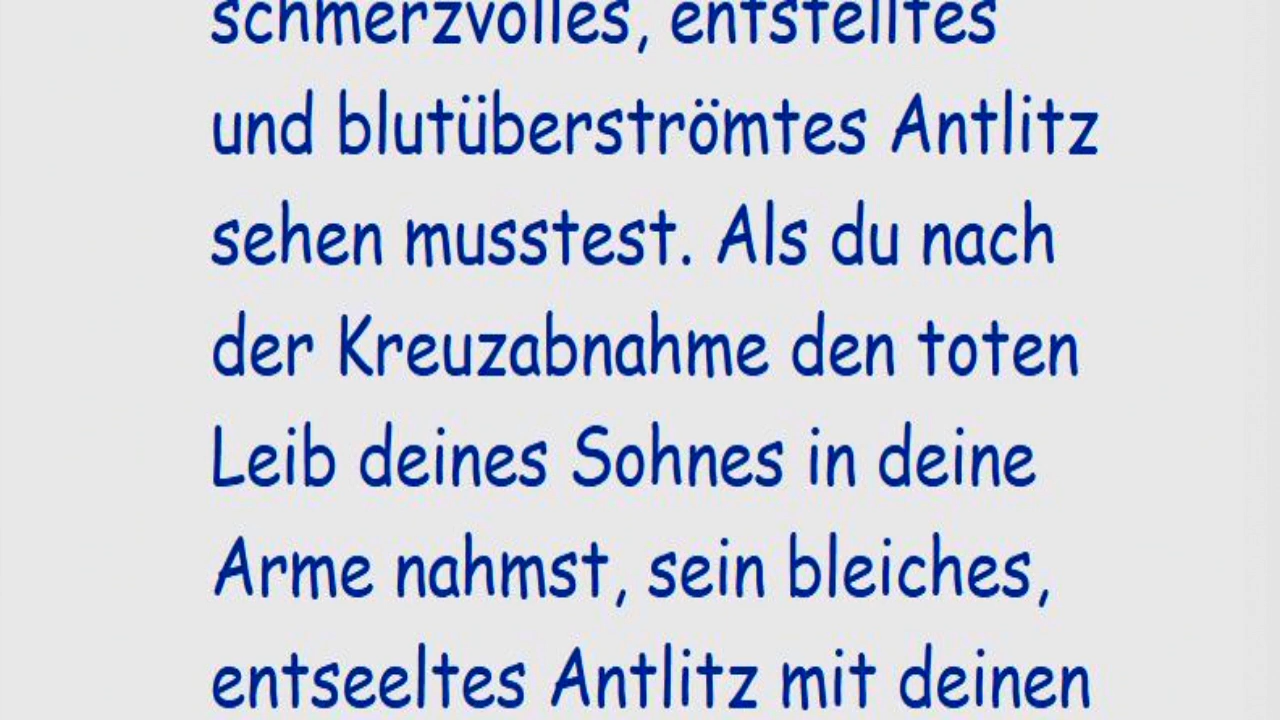 schmerzvolles, entstelltes
und blutüberströmtes Antlitz
sehen musstest. Als du nach
der Kreuzabnahme den toten
Leib deines Sohnes in deine
Arme nahmst, sein bleiches,
entseeltes Antlitz mit deinen